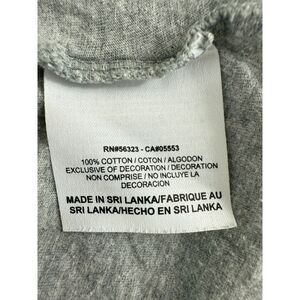 RN#56323 - CA#05553
100% COTTON / COTON / ALGODON
EXCLUSIVE OF DECORATION / DECORATION
NON COMPRISE / NO INCLUYE LA
DECORACION
MADE IN SRI LANKA/FABRIQUE AU
SRI LANKA/HECHO EN SRI LANKA